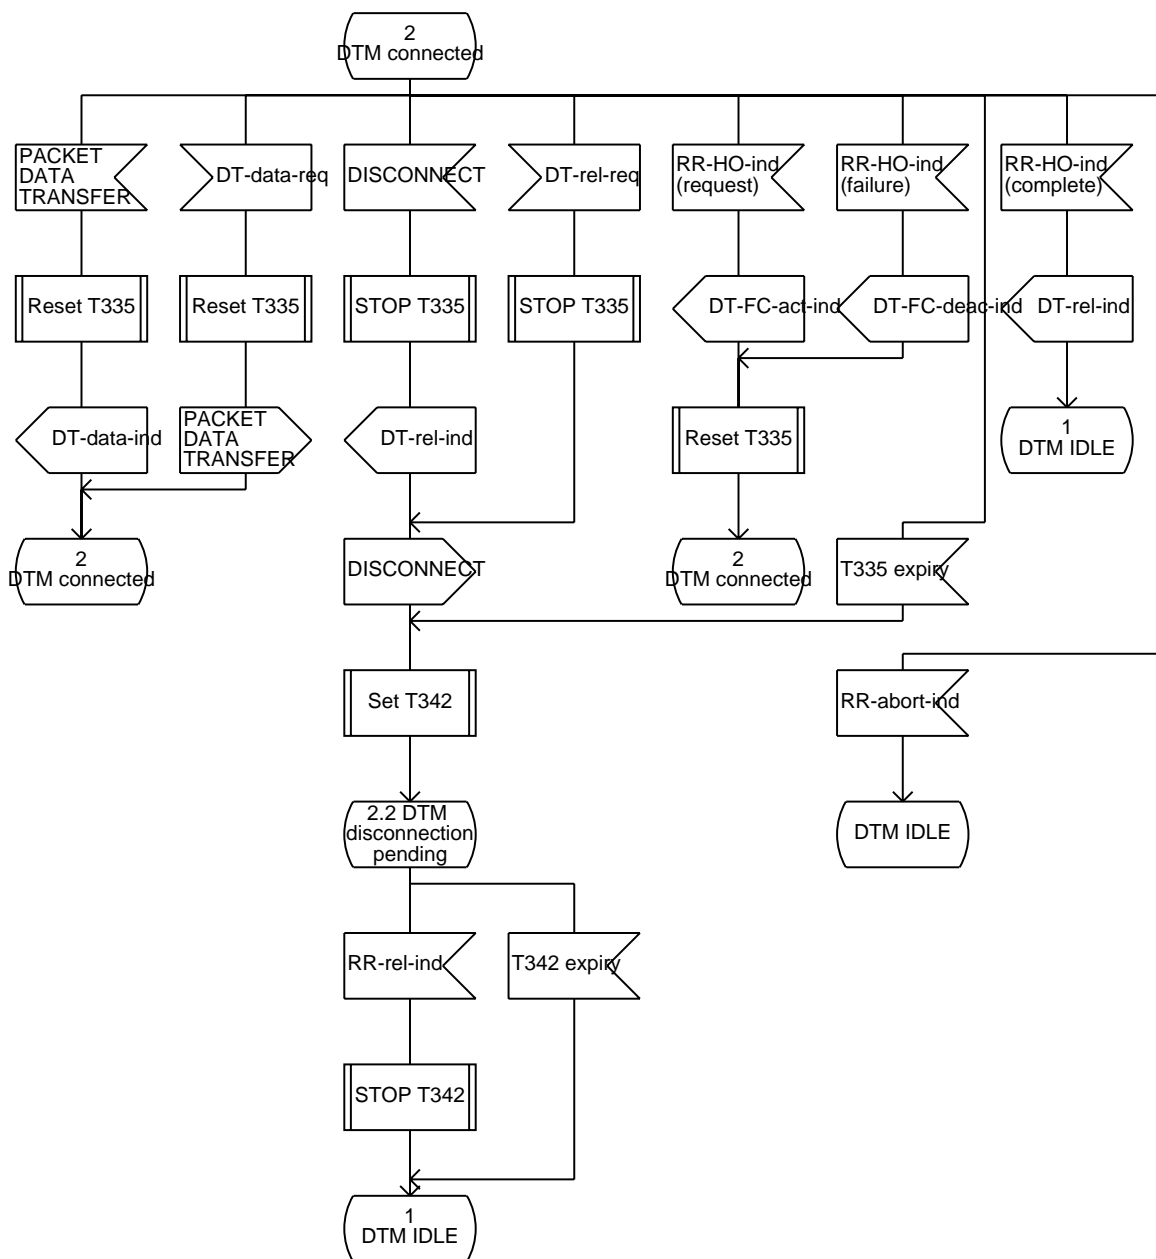 2
DTM connected
PACKET
DATA
TRANSFER
DT-data-req
DISCONNECT
DT-rel-req
RR-HO-ind
(request)
RR-HO-ind
(failure)
RR-HO-ind
(complete)
Reset T335
Reset T335
STOP T335
STOP T335
DT-FC-act-ind
DT-FC-deac-ind
DT-rel-ind
DT-data-ind
PACKET
DATA
TRANSFER
DT-rel-ind
Reset T335
1
DTM IDLE
2
DTM connected
DISCONNECT
2
DTM connected
T335 expiry
Set T342
RR-abort-ind
2.2 DTM
disconnection
pending
DTM IDLE
RR-rel-ind
T342 expiry
STOP T342
1
DTM IDLE